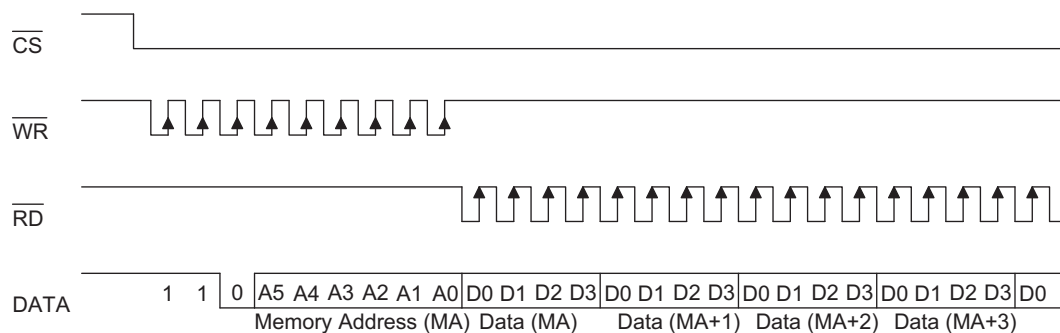 CS
WR
RD
DATA 1 1 0 A5 A4 A3 A2 A1 A0 D0 D1 D2 D3 D0 D1 D2 D3 D0 D1 D2 D3 D0 D1 D2 D3 D0
Memory Address (MA) Data (MA) Data (MA+1) Data (MA+2) Data (MA+3)